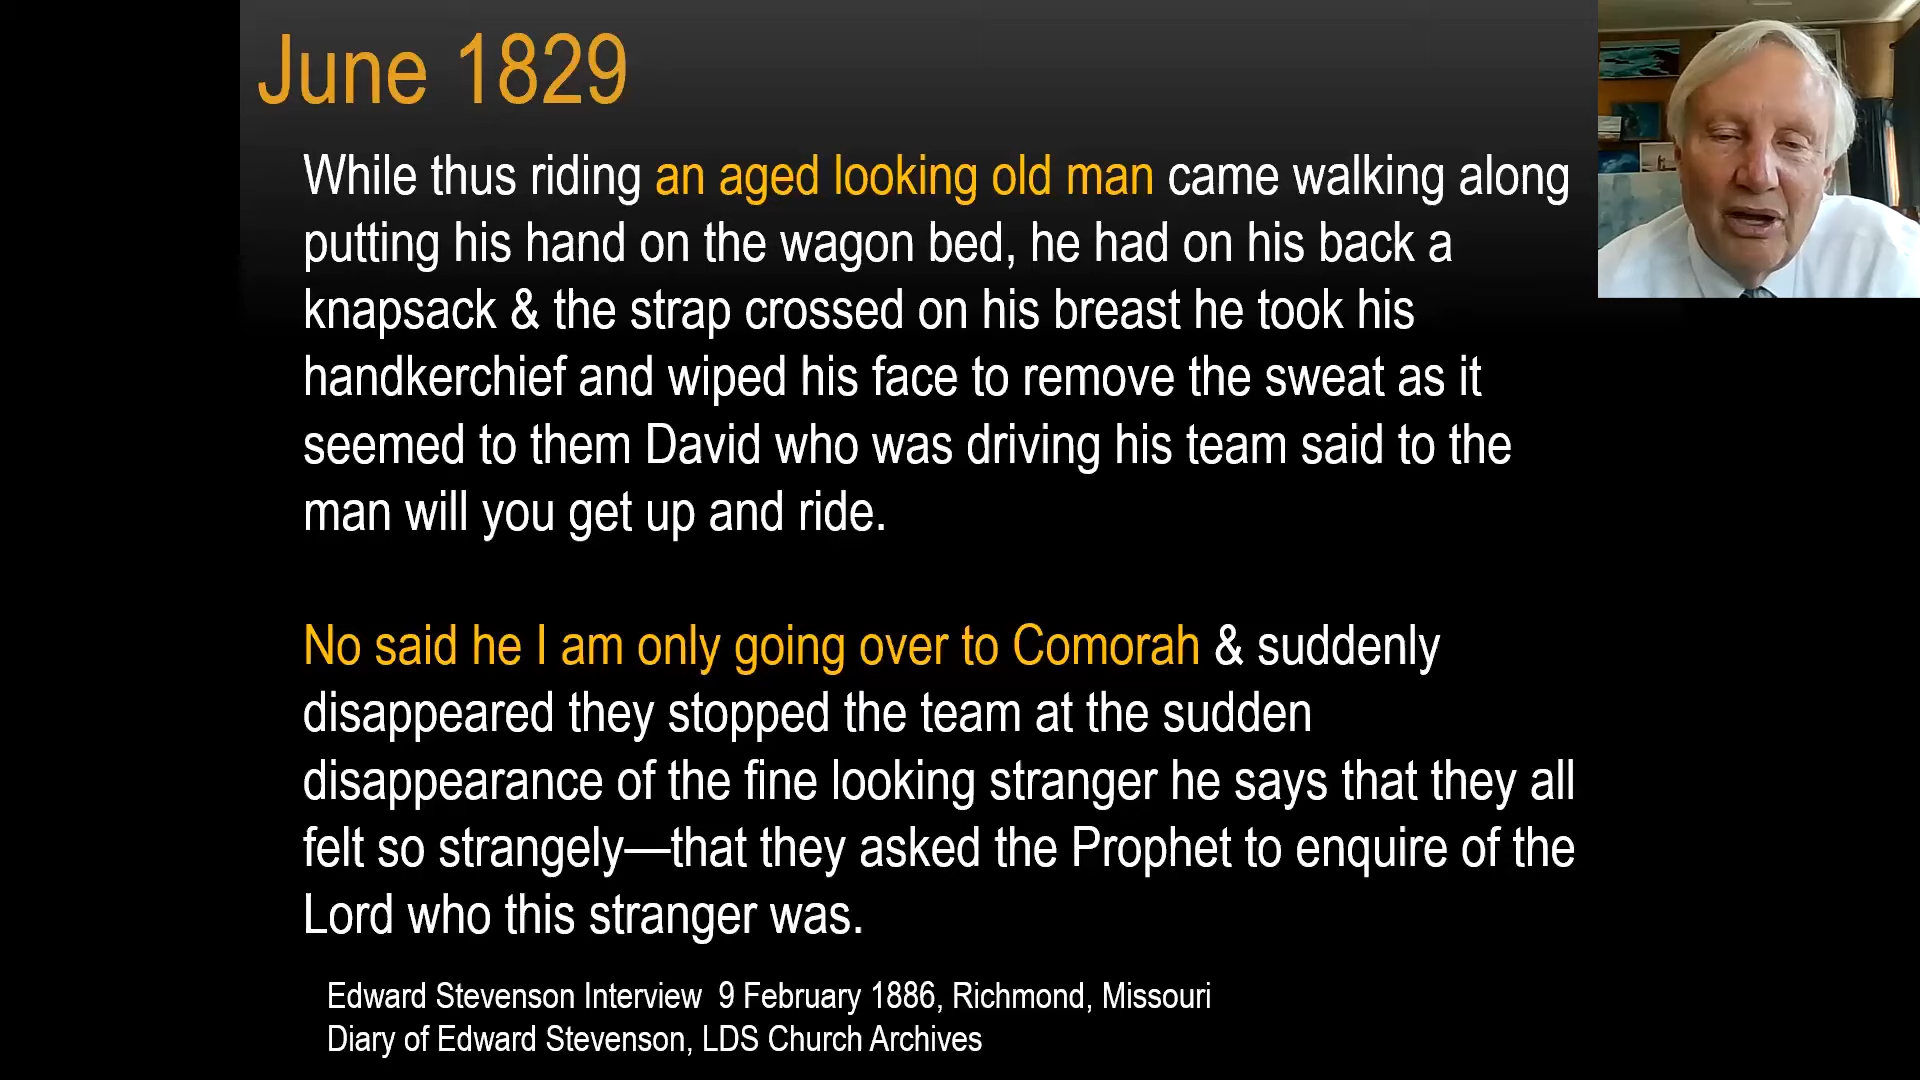 June 1829
While thus riding an aged looking old man came walking along
putting his hand on the wagon bed, he had on his back a
knapsack & the strap crossed on his breast he took his
handkerchief and wiped his face to remove the sweat as it
seemed to them David who was driving his team said to the
man will you get up and ride.
No said he I am only going over to Comorah & suddenly
disappeared they stopped the team at the sudden
disappearance of the fine looking stranger he says that they all
felt so strangely—that they asked the Prophet to enquire of the
Lord who this stranger was.
Edward Stevenson Interview  9 February 1886, Richmond, Missouri
Diary of Edward Stevenson, LDS Church Archives